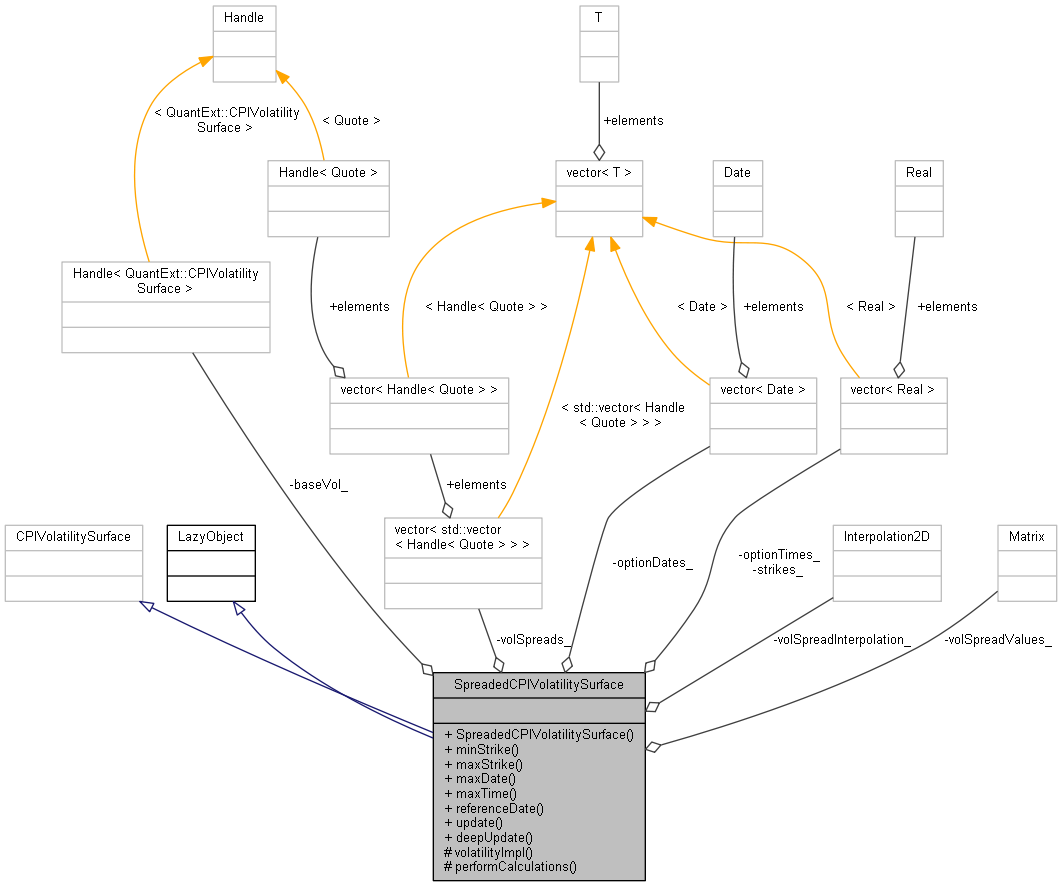 Handle
T
< QuantExt::CPIVolatility
Surface >
< Quote >
+elements
Handle< Quote >
vector< T >
Date
Real
Handle< QuantExt::CPIVolatility
Surface >
+elements
< Handle< Quote > >
< Date >
+elements
< Real >
+elements
vector< Handle< Quote > >
vector< Date >
vector< Real >
< std::vector< Handle
< Quote > > >
-baseVol_
+elements
CPIVolatilitySurface
LazyObject
vector< std::vector
< Handle< Quote > > >
-optionDates_
-optionTimes_
-strikes_
Interpolation2D
Matrix
-volSpreads_
-volSpreadInterpolation_
-volSpreadValues_
SpreadedCPIVolatilitySurface
+ SpreadedCPIVolatilitySurface()
+ minStrike()
+ maxStrike()
+ maxDate()
+ maxTime()
+ referenceDate()
+ update()
+ deepUpdate()
# volatilityImpl()
# performCalculations()